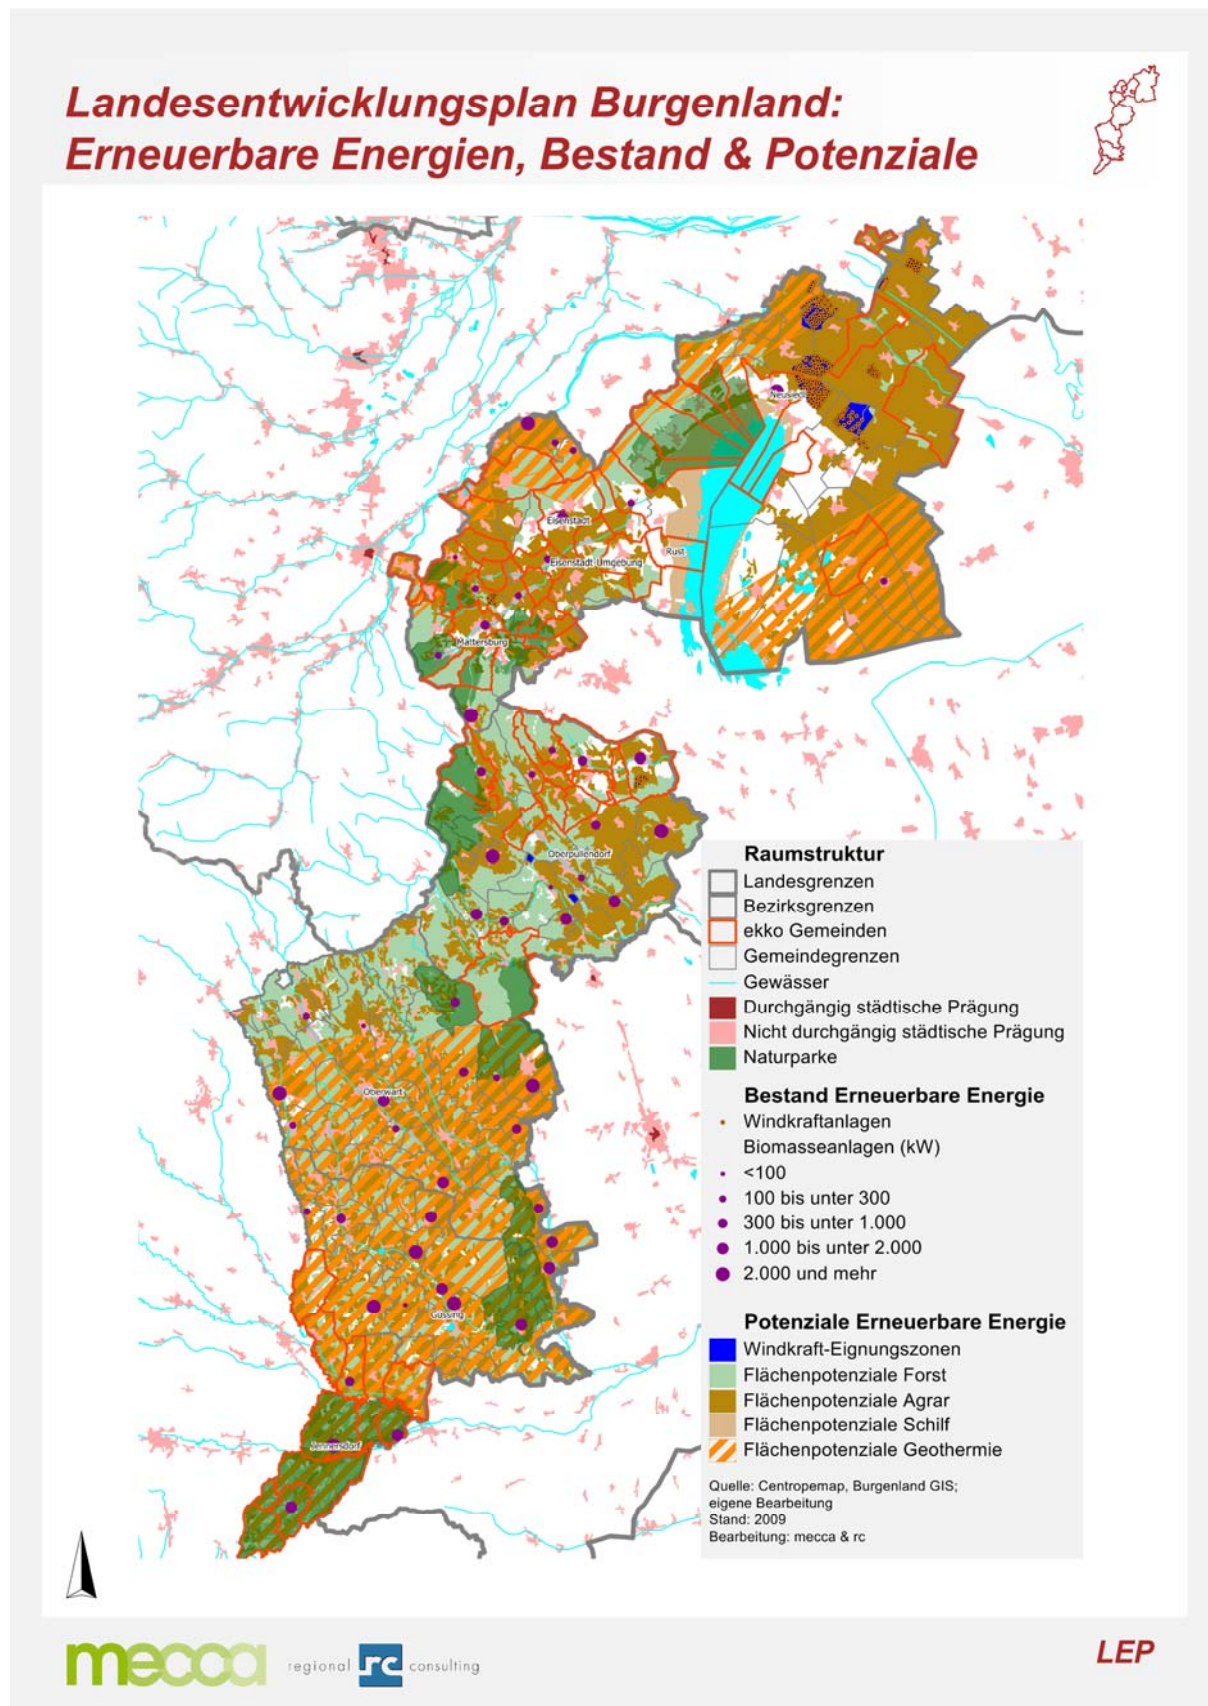 Landesentwicklungsplan Burgenland:
Erneuerbare Energien, Bestand & Potenziale
Neusiedl
Eisenstadt
Eisenstadt-Umgebung
Rust
Mattersburg
Oberpullendorf
Oberwart
Güssing
Jennersdorf
Raumstruktur
Landesgrenzen
Bezirksgrenzen
ekko Gemeinden
Gemeindegrenzen
Gewässer
Durchgängig städtische Prägung
Nicht durchgängig städtische Prägung
Naturparke
Bestand Erneuerbare Energie
Windkraftanlagen
Biomasseanlagen (kW)
<100
100 bis unter 300
300 bis unter 1.000
1.000 bis unter 2.000
2.000 und mehr
Potenziale Erneuerbare Energie
Windkraft-Eignungszonen
Flächenpotenziale Forst
Flächenpotenziale Agrar
Flächenpotenziale Schilf
Flächenpotenziale Geothermie
Quelle: Centropemap, Burgenland GIS;
eigene Bearbeitung
Stand: 2009
Bearbeitung: mecca & rc
mecca
regional rc consulting
LEP